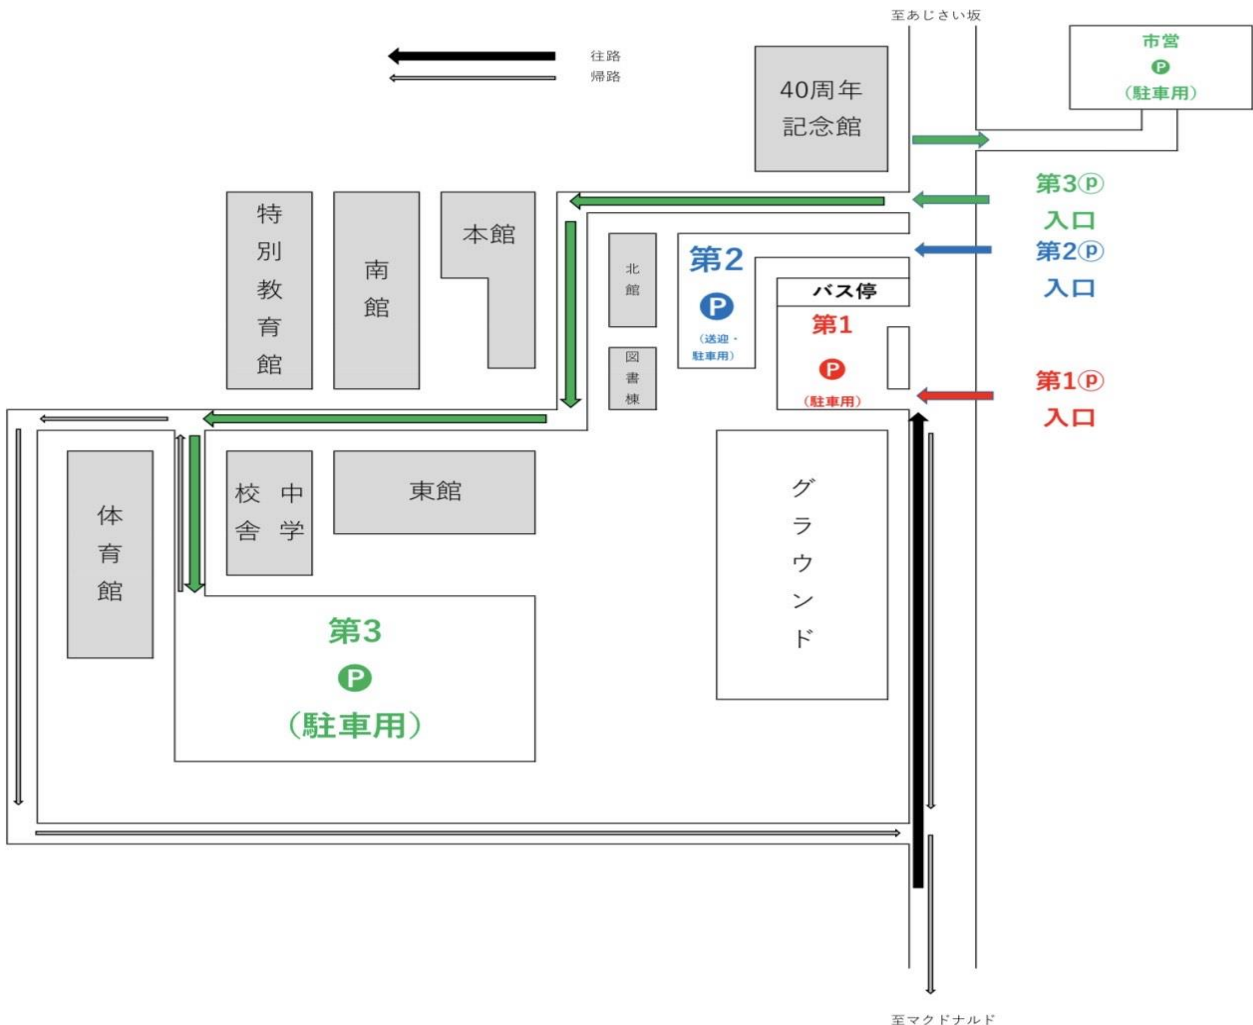 至あじさい坂
往路
帰路
市営
P
(駐車用)
40周年
記念館
第3ⓟ
入口
第2ⓟ
入口
特別教育館
南館
本館
北館
第2
P
(送迎・
駐車用)
バス停
第1
P
(駐車用)
図書棟
第1ⓟ
入口
体育館
中学
校舎
東館
グラウンド
第3
P
(駐車用)
至マクドナルド